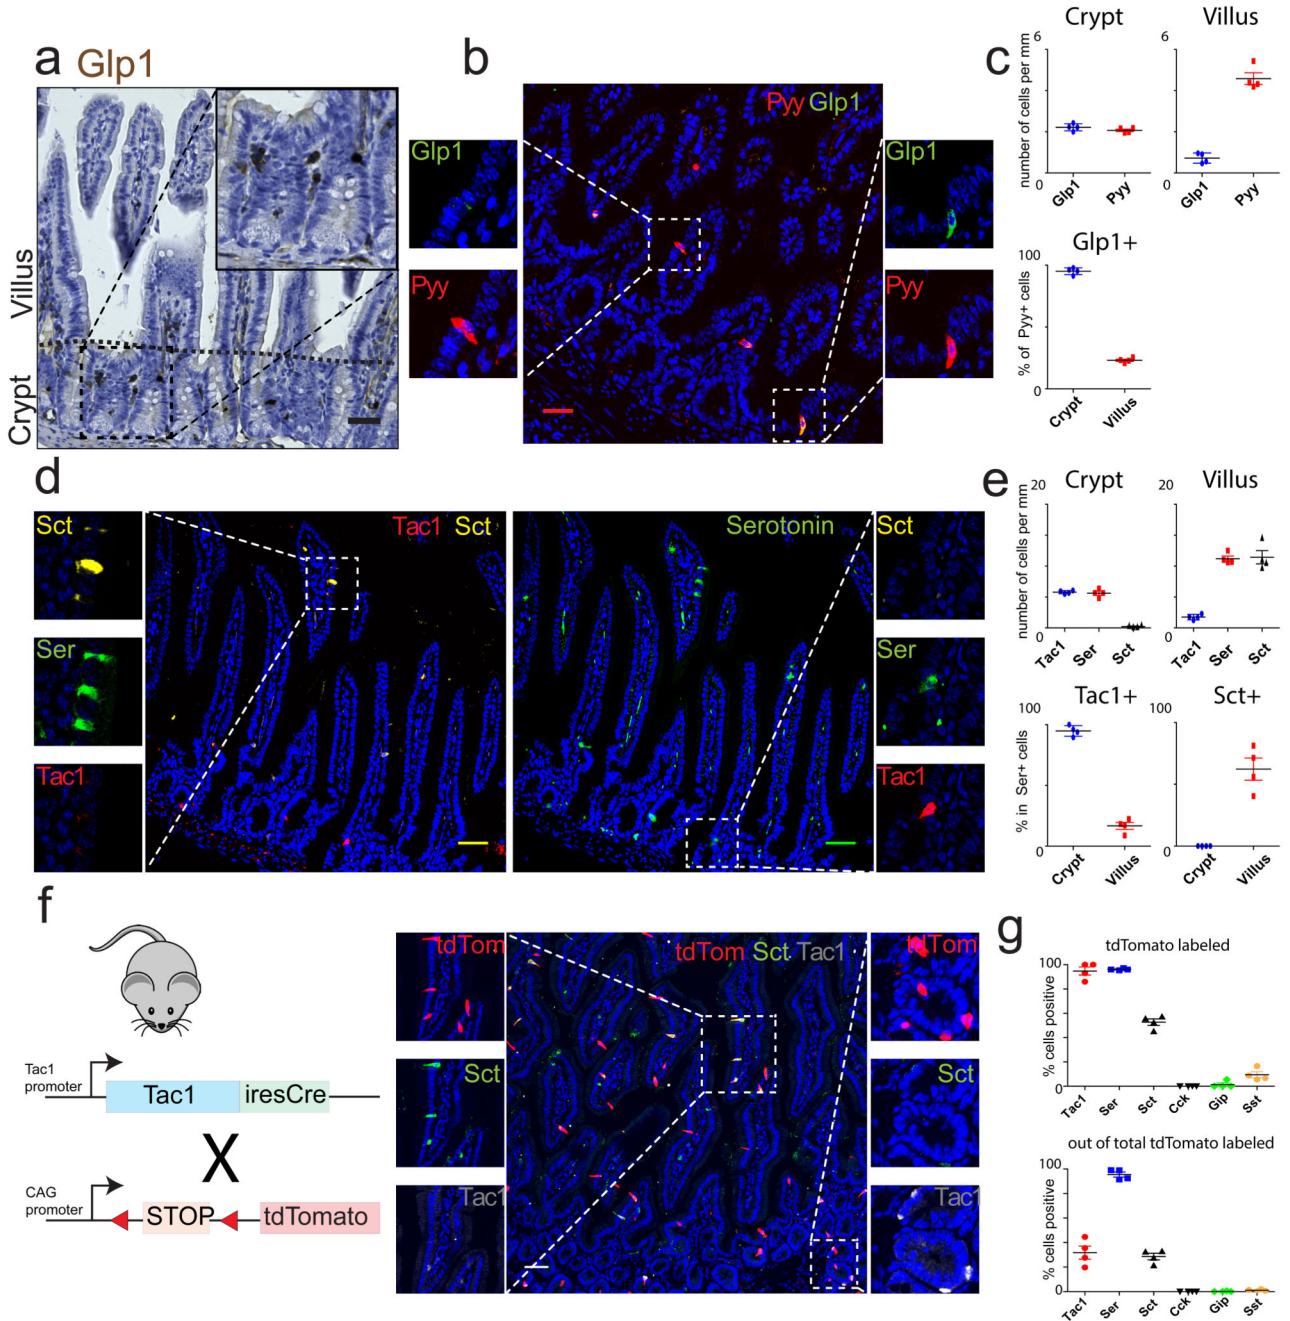 a Glp1
Villus
Crypt
b
Pyy Glp1
Glp1
Pyy
Glp1
Pyy
c
Crypt
Villus
number of cells per mm
6
0
Glp1 Pyy
6
0
Glp1 Pyy
Glp1+
% of Pyy+ cells
100
0
Crypt Villus
d
Sct
Ser
Tac1
Tac1 Sct
Serotonin
Sct
Ser
Tac1
e
Crypt
Villus
number of cells per mm
20
0
Tac1 Ser Sct
20
0
Tac1 Ser Sct
Tac1+
Sct+
% in Ser+ cells
100
0
Crypt Villus
100
0
Crypt Villus
f
Tac1
promoter
Tac1 iresCre
X
CAG
promoter
STOP tdTomato
tdTom
Sct
Tac1
tdTom Sct Tac1
tdTom
Sct
Tac1
g
tdTomato labeled
% cells positive
100
0
Tac1 Ser Sct Cck Gip Sst
out of total tdTomato labeled
% cells positive
100
0
Tac1 Ser Sct Cck Gip Sst